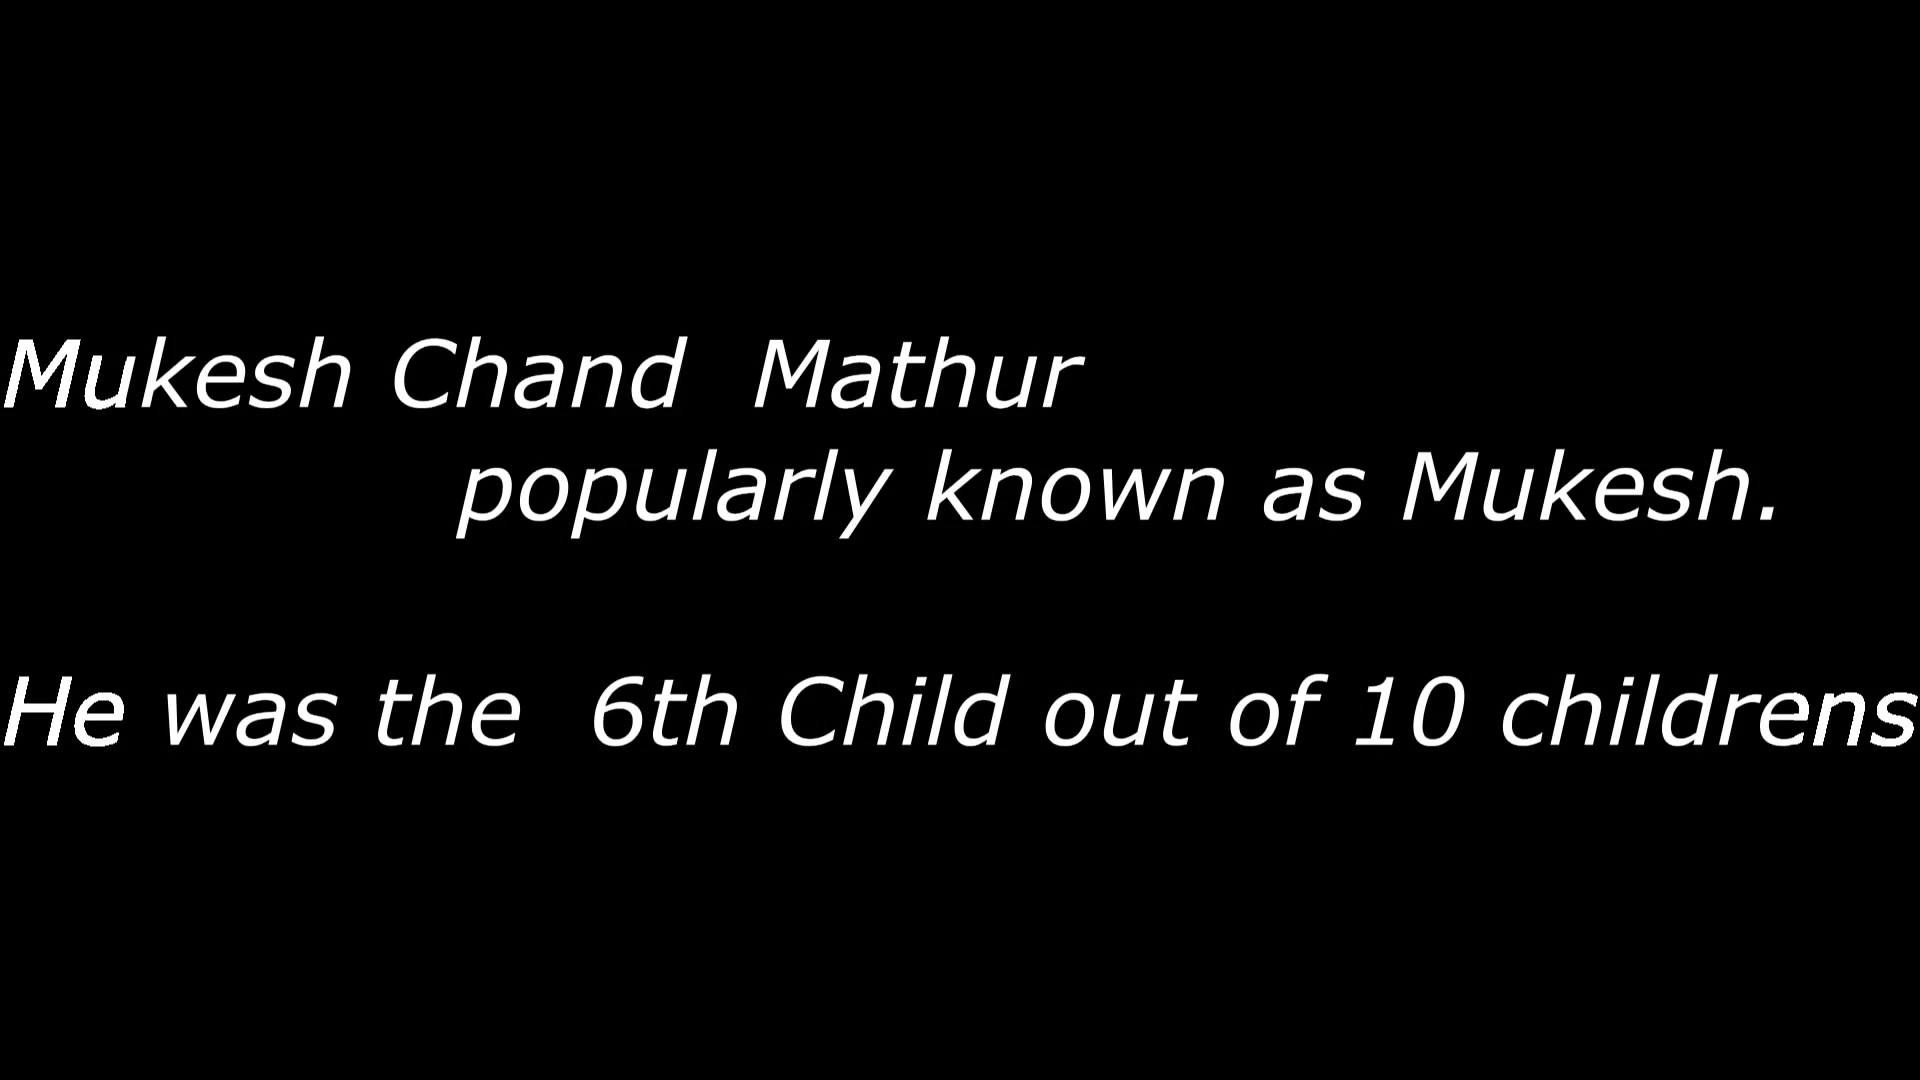 Mukesh Chand  Mathur
popularly known as Mukesh.
He was the  6th Child out of 10 childrens